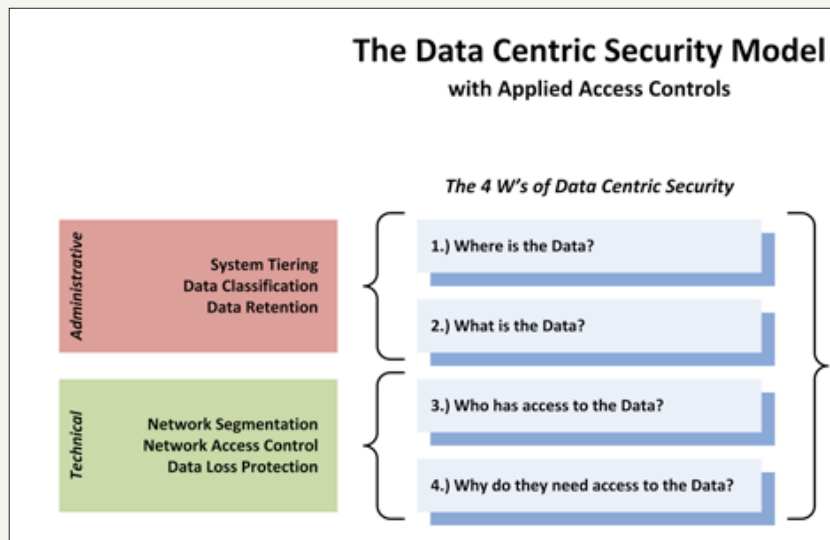 The Data Centric Security Model
with Applied Access Controls
The 4 W's of Data Centric Security
Administrative
System Tiering
Data Classification
Data Retention
1.) Where is the Data?
2.) What is the Data?
Technical
Network Segmentation
Network Access Control
Data Loss Protection
3.) Who has access to the Data?
4.) Why do they need access to the Data?